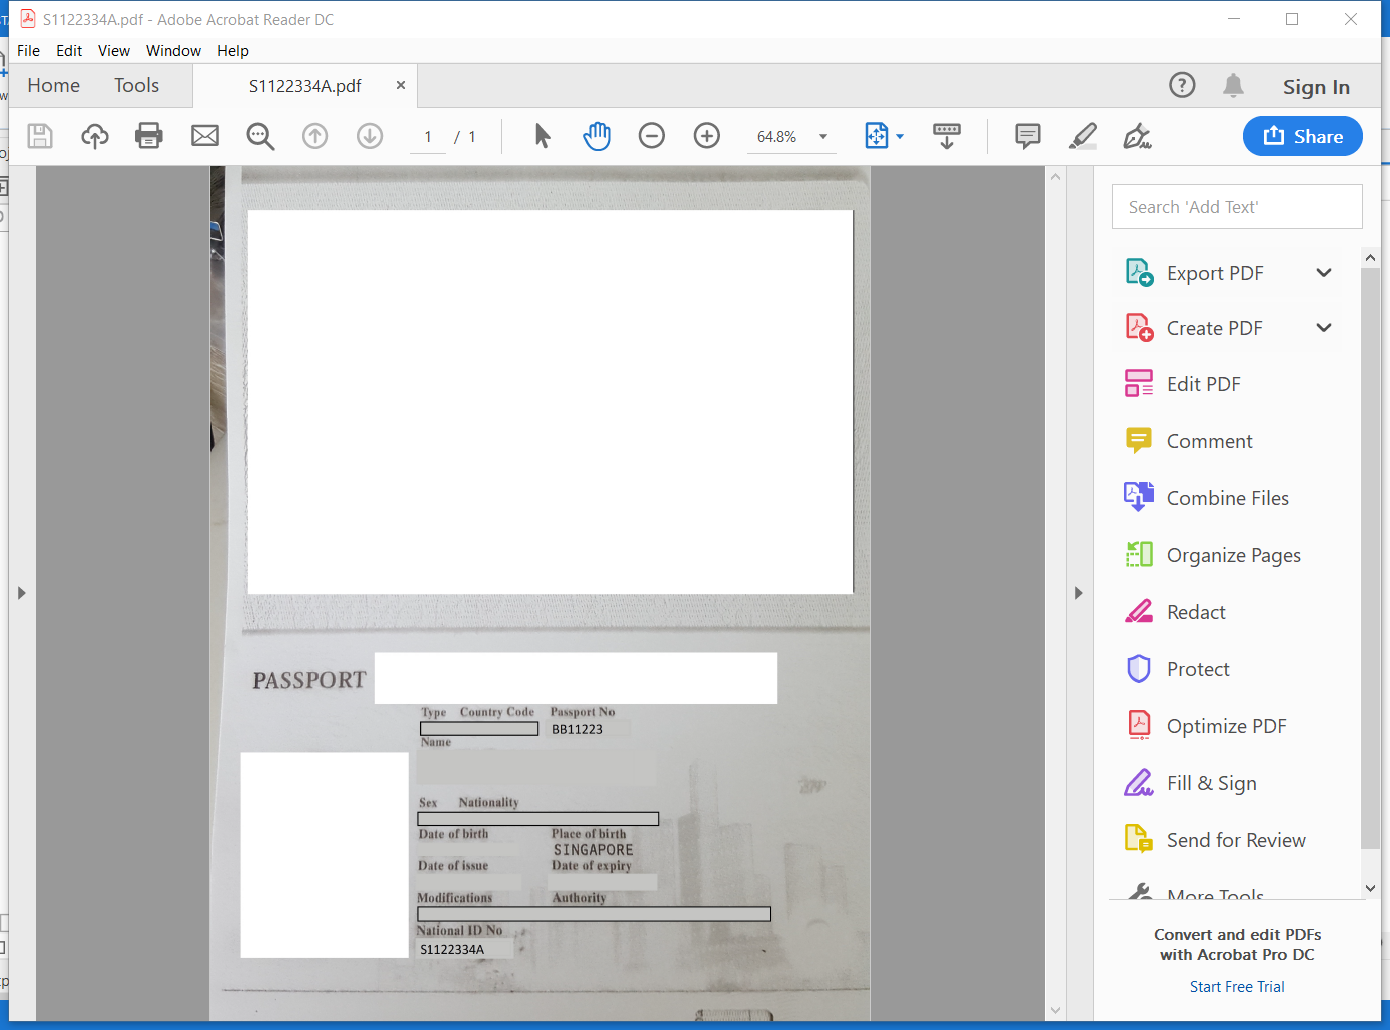 S1122334A.pdf - Adobe Acrobat Reader DC
File Edit View Window Help
Home Tools S1122334A.pdf × ? Sign In
1 / 1 64.8% Share
Search 'Add Text'
Export PDF
Create PDF
Edit PDF
Comment
Combine Files
Organize Pages
Redact
Protect
Optimize PDF
Fill & Sign
Send for Review
More Tools
Convert and edit PDFs
with Acrobat Pro DC
Start Free Trial
PASSPORT
Type Country Code Passport No
BB11223
Name
Sex Nationality
Date of birth Place of birth
SINGAPORE
Date of issue Date of expiry
Modifications Authority
National ID No
S1122334A